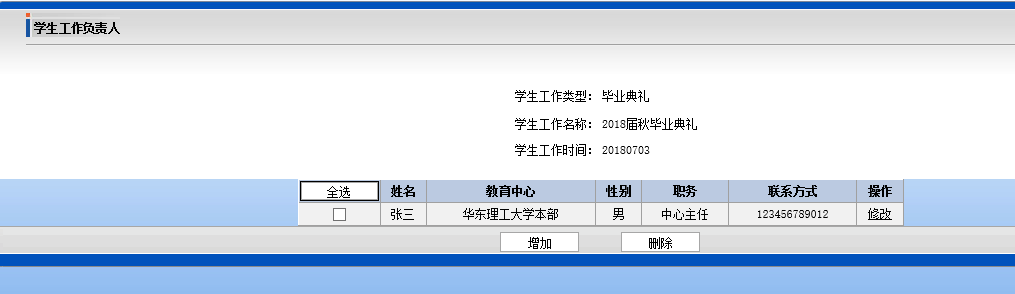 学生工作负责人
学生工作类型： 毕业典礼
学生工作名称： 2018届秋毕业典礼
学生工作时间： 20180703
全选 姓名 教育中心 性别 职务 联系方式 操作
张三 华东理工大学本部 男 中心主任 123456789012 修改
增加 删除